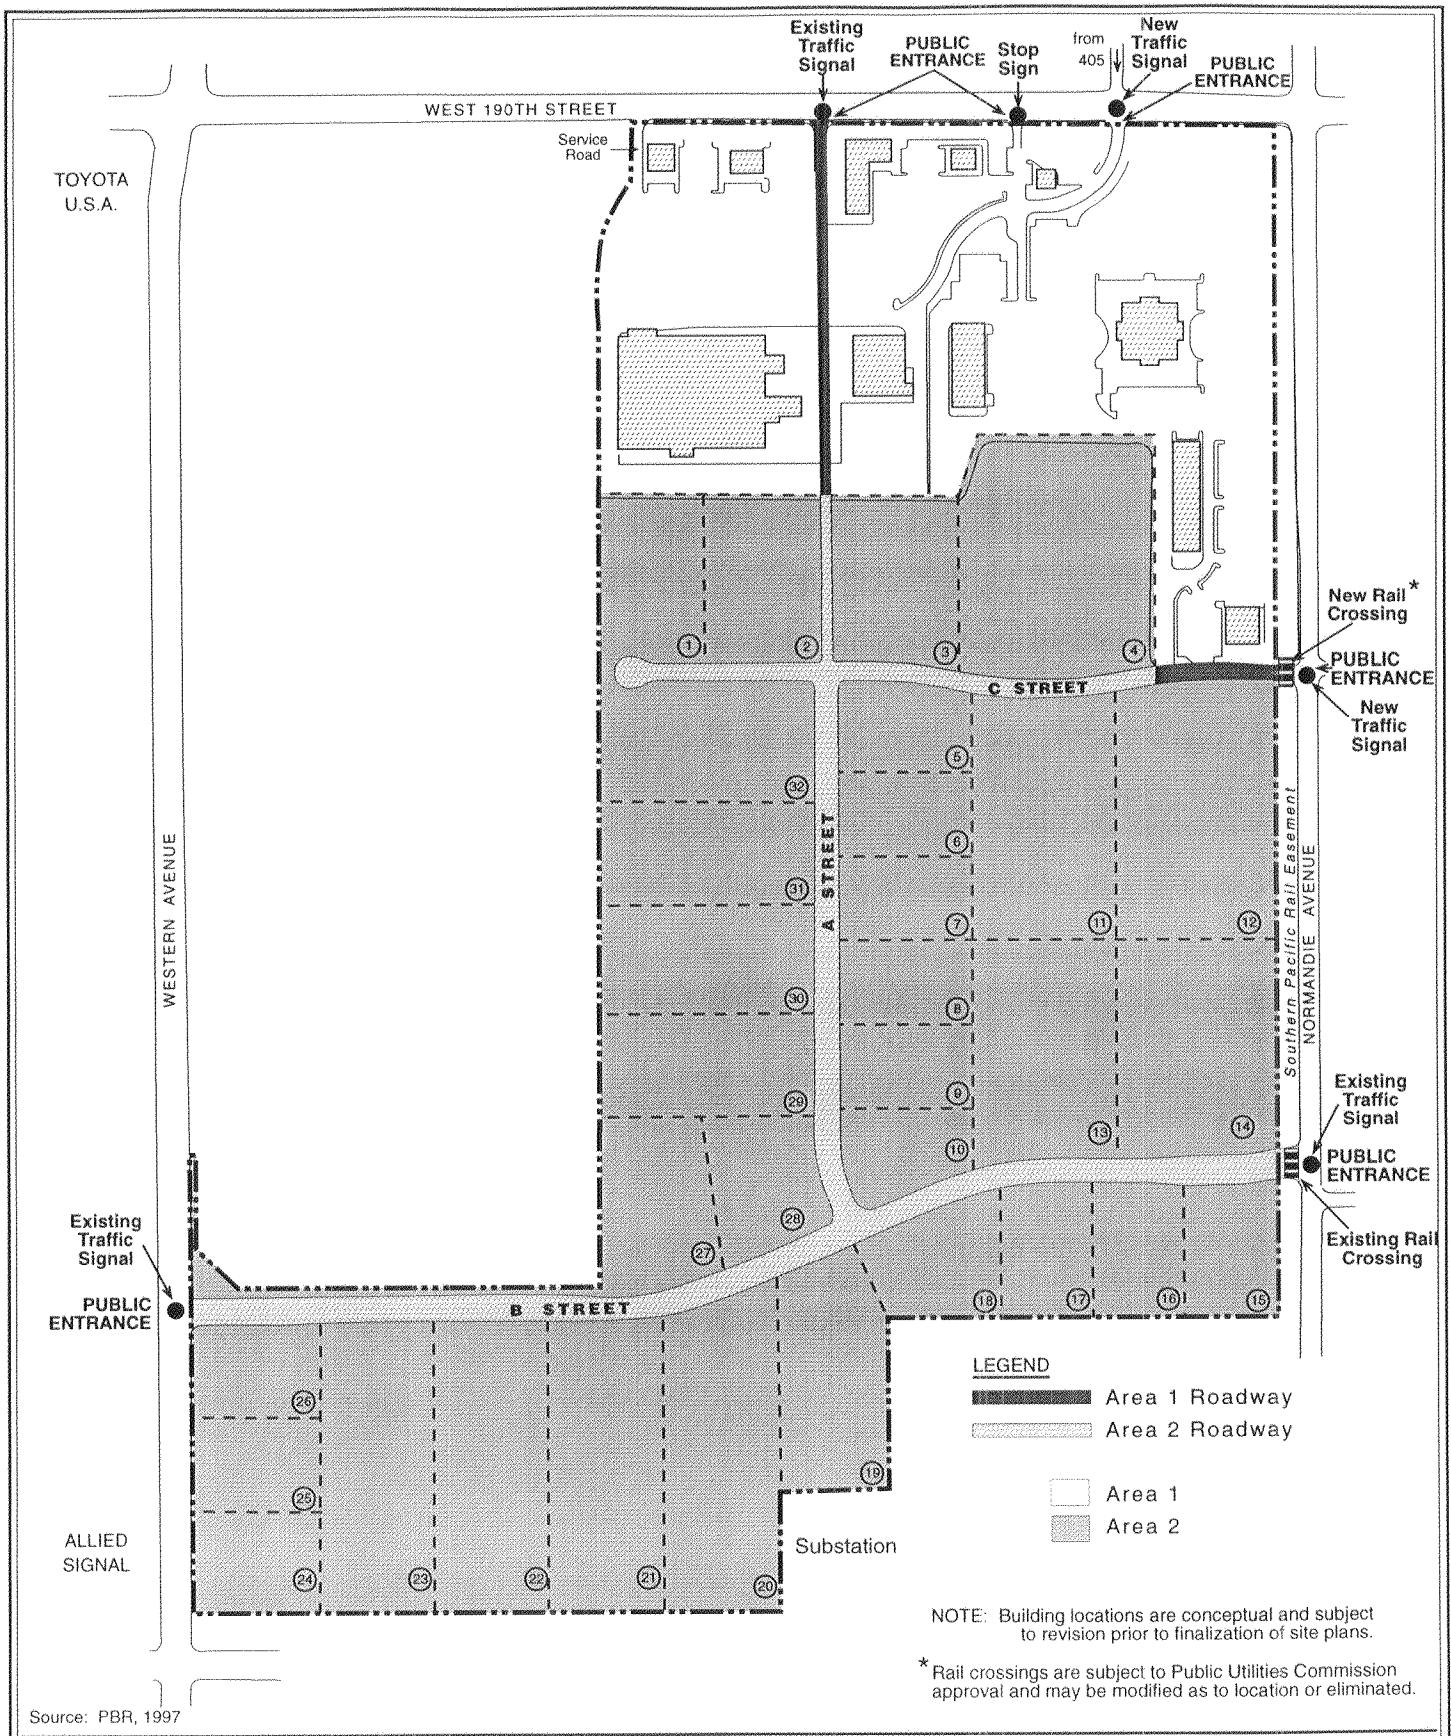 Existing
Traffic
Signal
PUBLIC
ENTRANCE
Stop
Sign
from
405
New
Traffic
Signal
PUBLIC
ENTRANCE
WEST 190TH STREET
Service
Road
TOYOTA
U.S.A.
New Rail *
Crossing
1
2
3
4
PUBLIC
ENTRANCE
C STREET
New
Traffic
Signal
5
32
6
A STREET
31
7
11
12
WESTERN AVENUE
Southern Pacific Rail Easement
NORMANDIE AVENUE
30
8
29
9
Existing
Traffic
Signal
10
13
14
PUBLIC
ENTRANCE
28
27
Existing
Traffic
Signal
Existing Rail
Crossing
PUBLIC
ENTRANCE
B STREET
18
17
16
15
LEGEND
Area 1 Roadway
Area 2 Roadway
26
19
25
Area 1
Area 2
ALLIED
SIGNAL
Substation
24
23
22
21
20
NOTE: Building locations are conceptual and subject
to revision prior to finalization of site plans.
* Rail crossings are subject to Public Utilities Commission
approval and may be modified as to location or eliminated.
Source: PBR, 1997